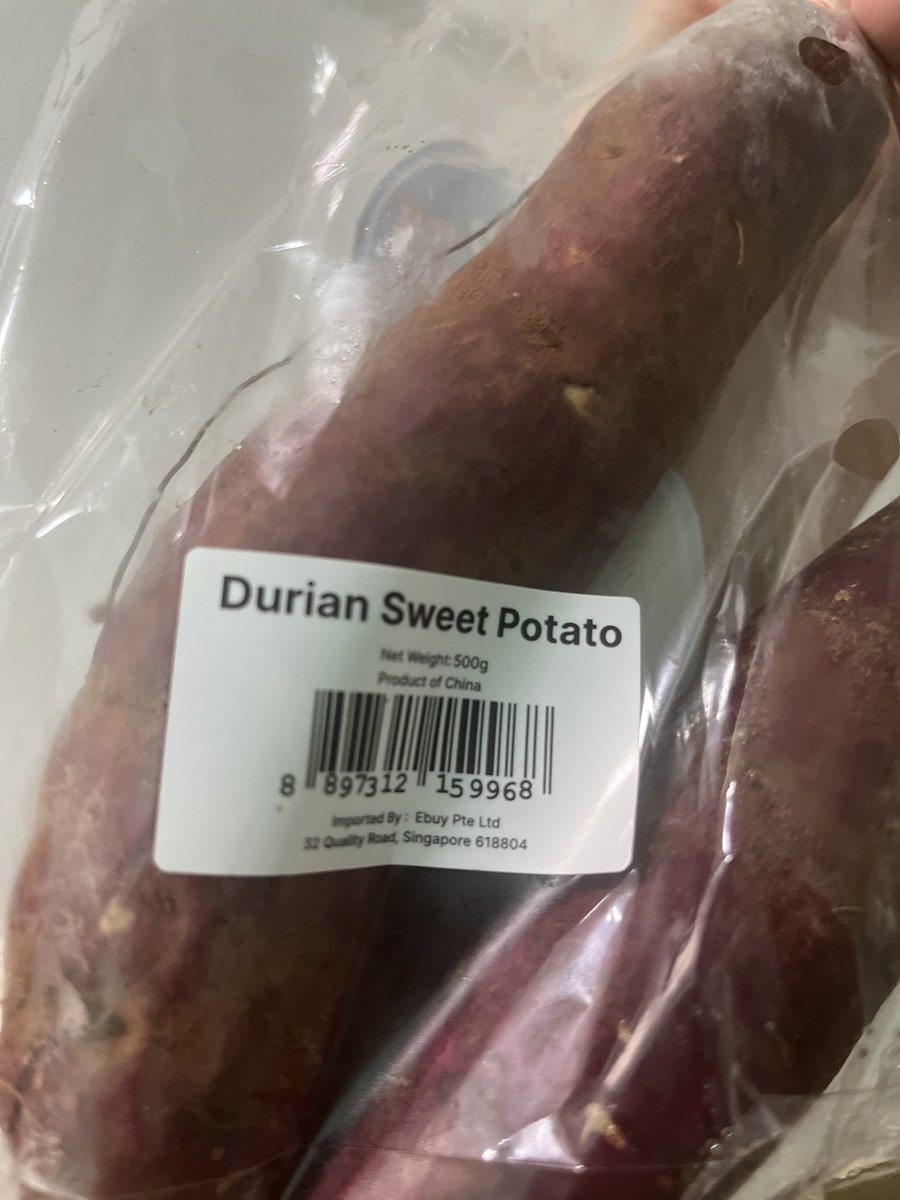 Durian Sweet Potato
Net Weight:500g
Product of China
8 897312 159968
Imported By: Ebuy Pte Ltd
32 Quality Road, Singapore 618804